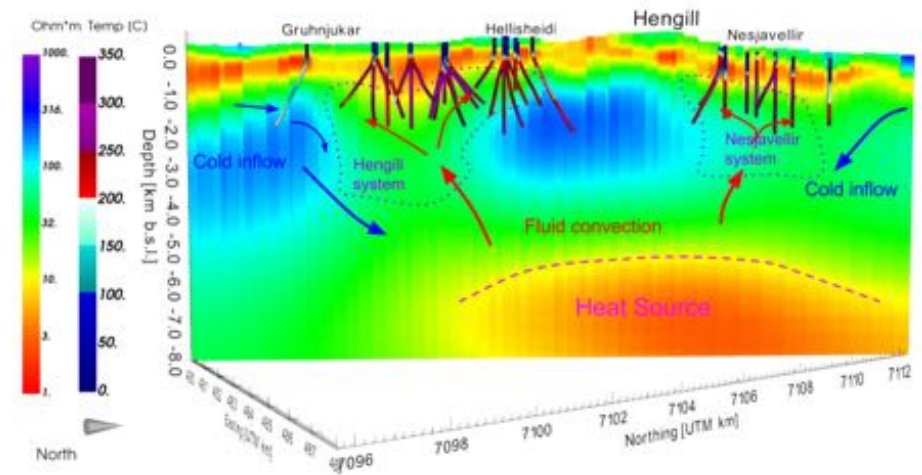 Ohm*m Temp [C]
1000.
316.
100.
32.
10.
3.
1.
350.
300.
250.
200.
150.
100.
50.
0.
North
Depth [km b.s.l.]
0.0
-1.0
-2.0
-3.0
-4.0
-5.0
-6.0
-7.0
-8.0
Gruhnjukar
Hellisheidi
Hengill
Nesjavellir
Cold inflow
Hengill
system
Nesjavellir
system
Cold inflow
Fluid convection
Heat Source
Easting [UTM km]
7096
7098
7100
7102
7104
7106
7108
7110
7112
Northing [UTM km]